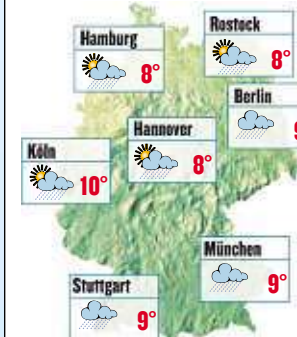 Rostock
8°
Hamburg
8°
Berlin
Hannover
8°
Köln
10°
München
9°
Stuttgart
9°